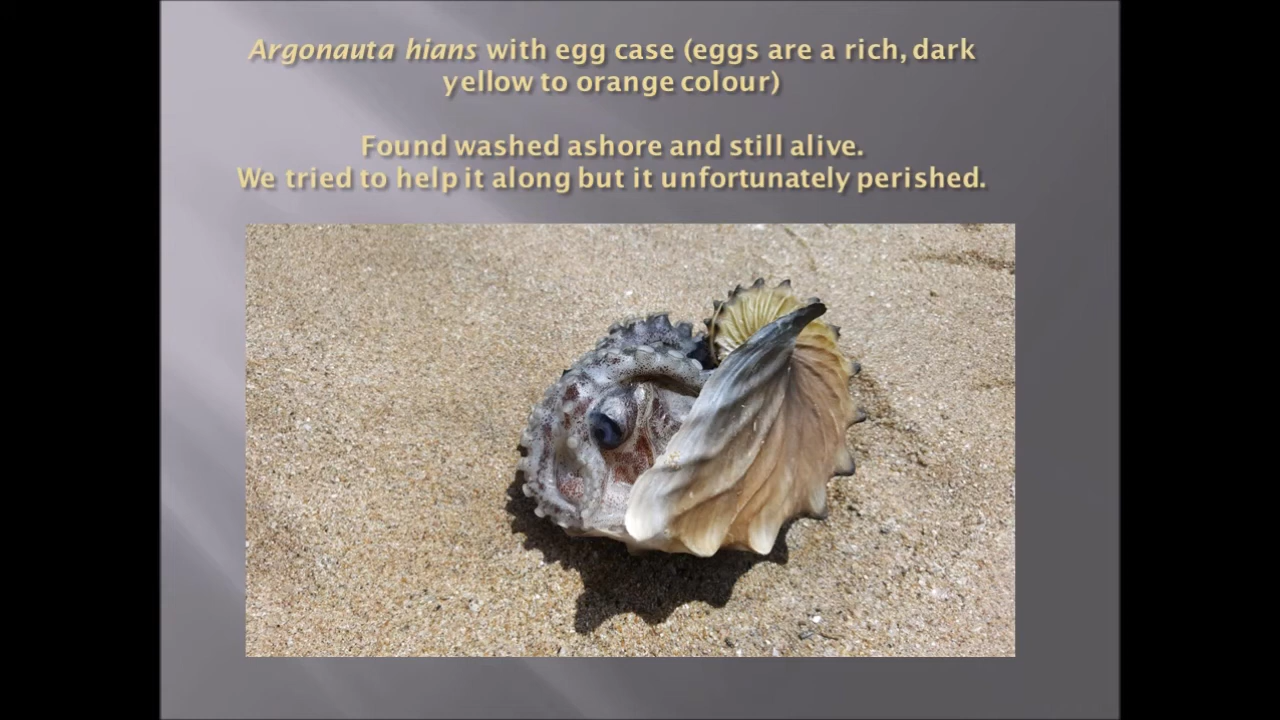 Argonauta hians with egg case (eggs are a rich, dark
yellow to orange colour)
Found washed ashore and still alive.
We tried to help it along but it unfortunately perished.